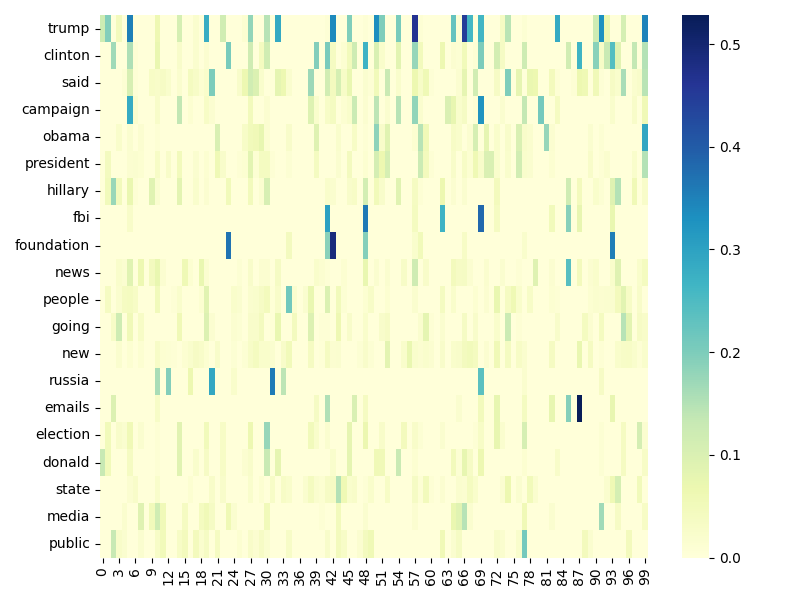 trump
clinton
said
campaign
obama
president
hillary
fbi
foundation
news
people
going
new
russia
emails
election
donald
state
media
public
0 3 6 9 12 15 18 21 24 27 30 33 36 39 42 45 48 51 54 57 60 63 66 69 72 75 78 81 84 87 90 93 96 99
0.5
0.4
0.3
0.2
0.1
0.0